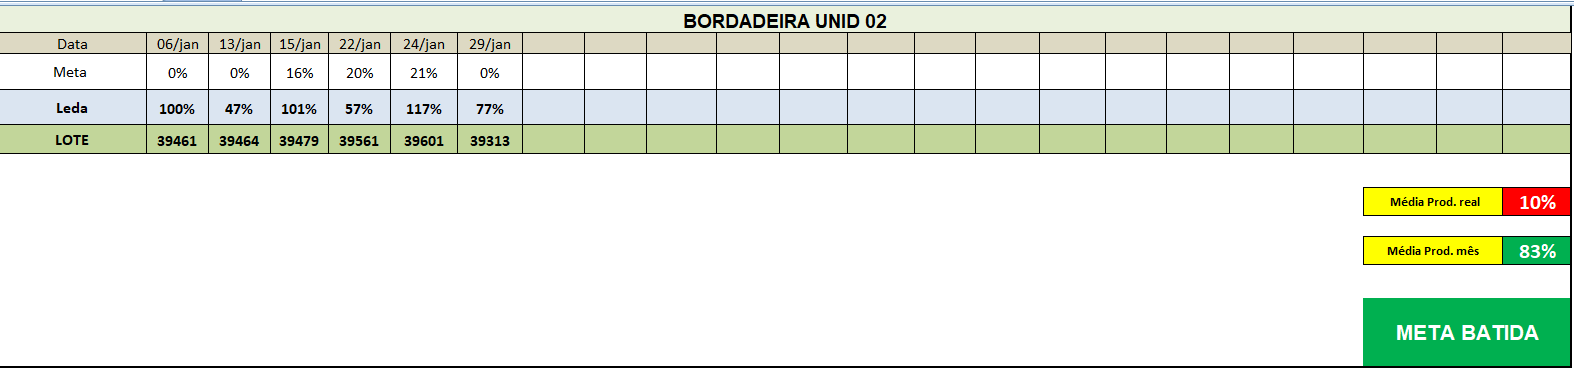 BORDADEIRA UNID 02
Data 06/jan 13/jan 15/jan 22/jan 24/jan 29/jan
Meta 0% 0% 16% 20% 21% 0%
Leda 100% 47% 101% 57% 117% 77%
LOTE 39461 39464 39479 39561 39601 39313
Média Prod. real 10%
Média Prod. mês 83%
META BATIDA